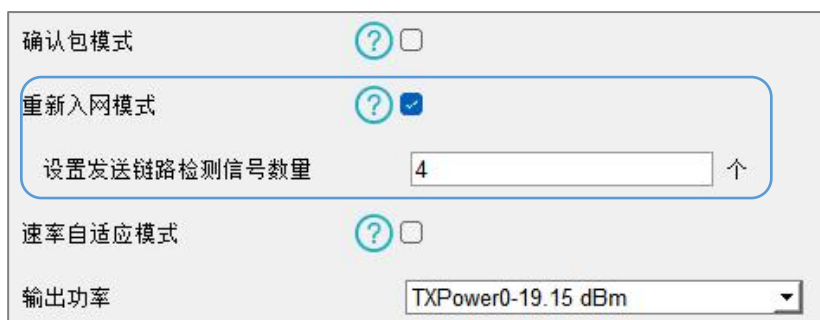 确认包模式 ?
重新入网模式 ?
设置发送链路检测信号数量 4 个
速率自适应模式 ?
输出功率 TXPower0-19.15 dBm